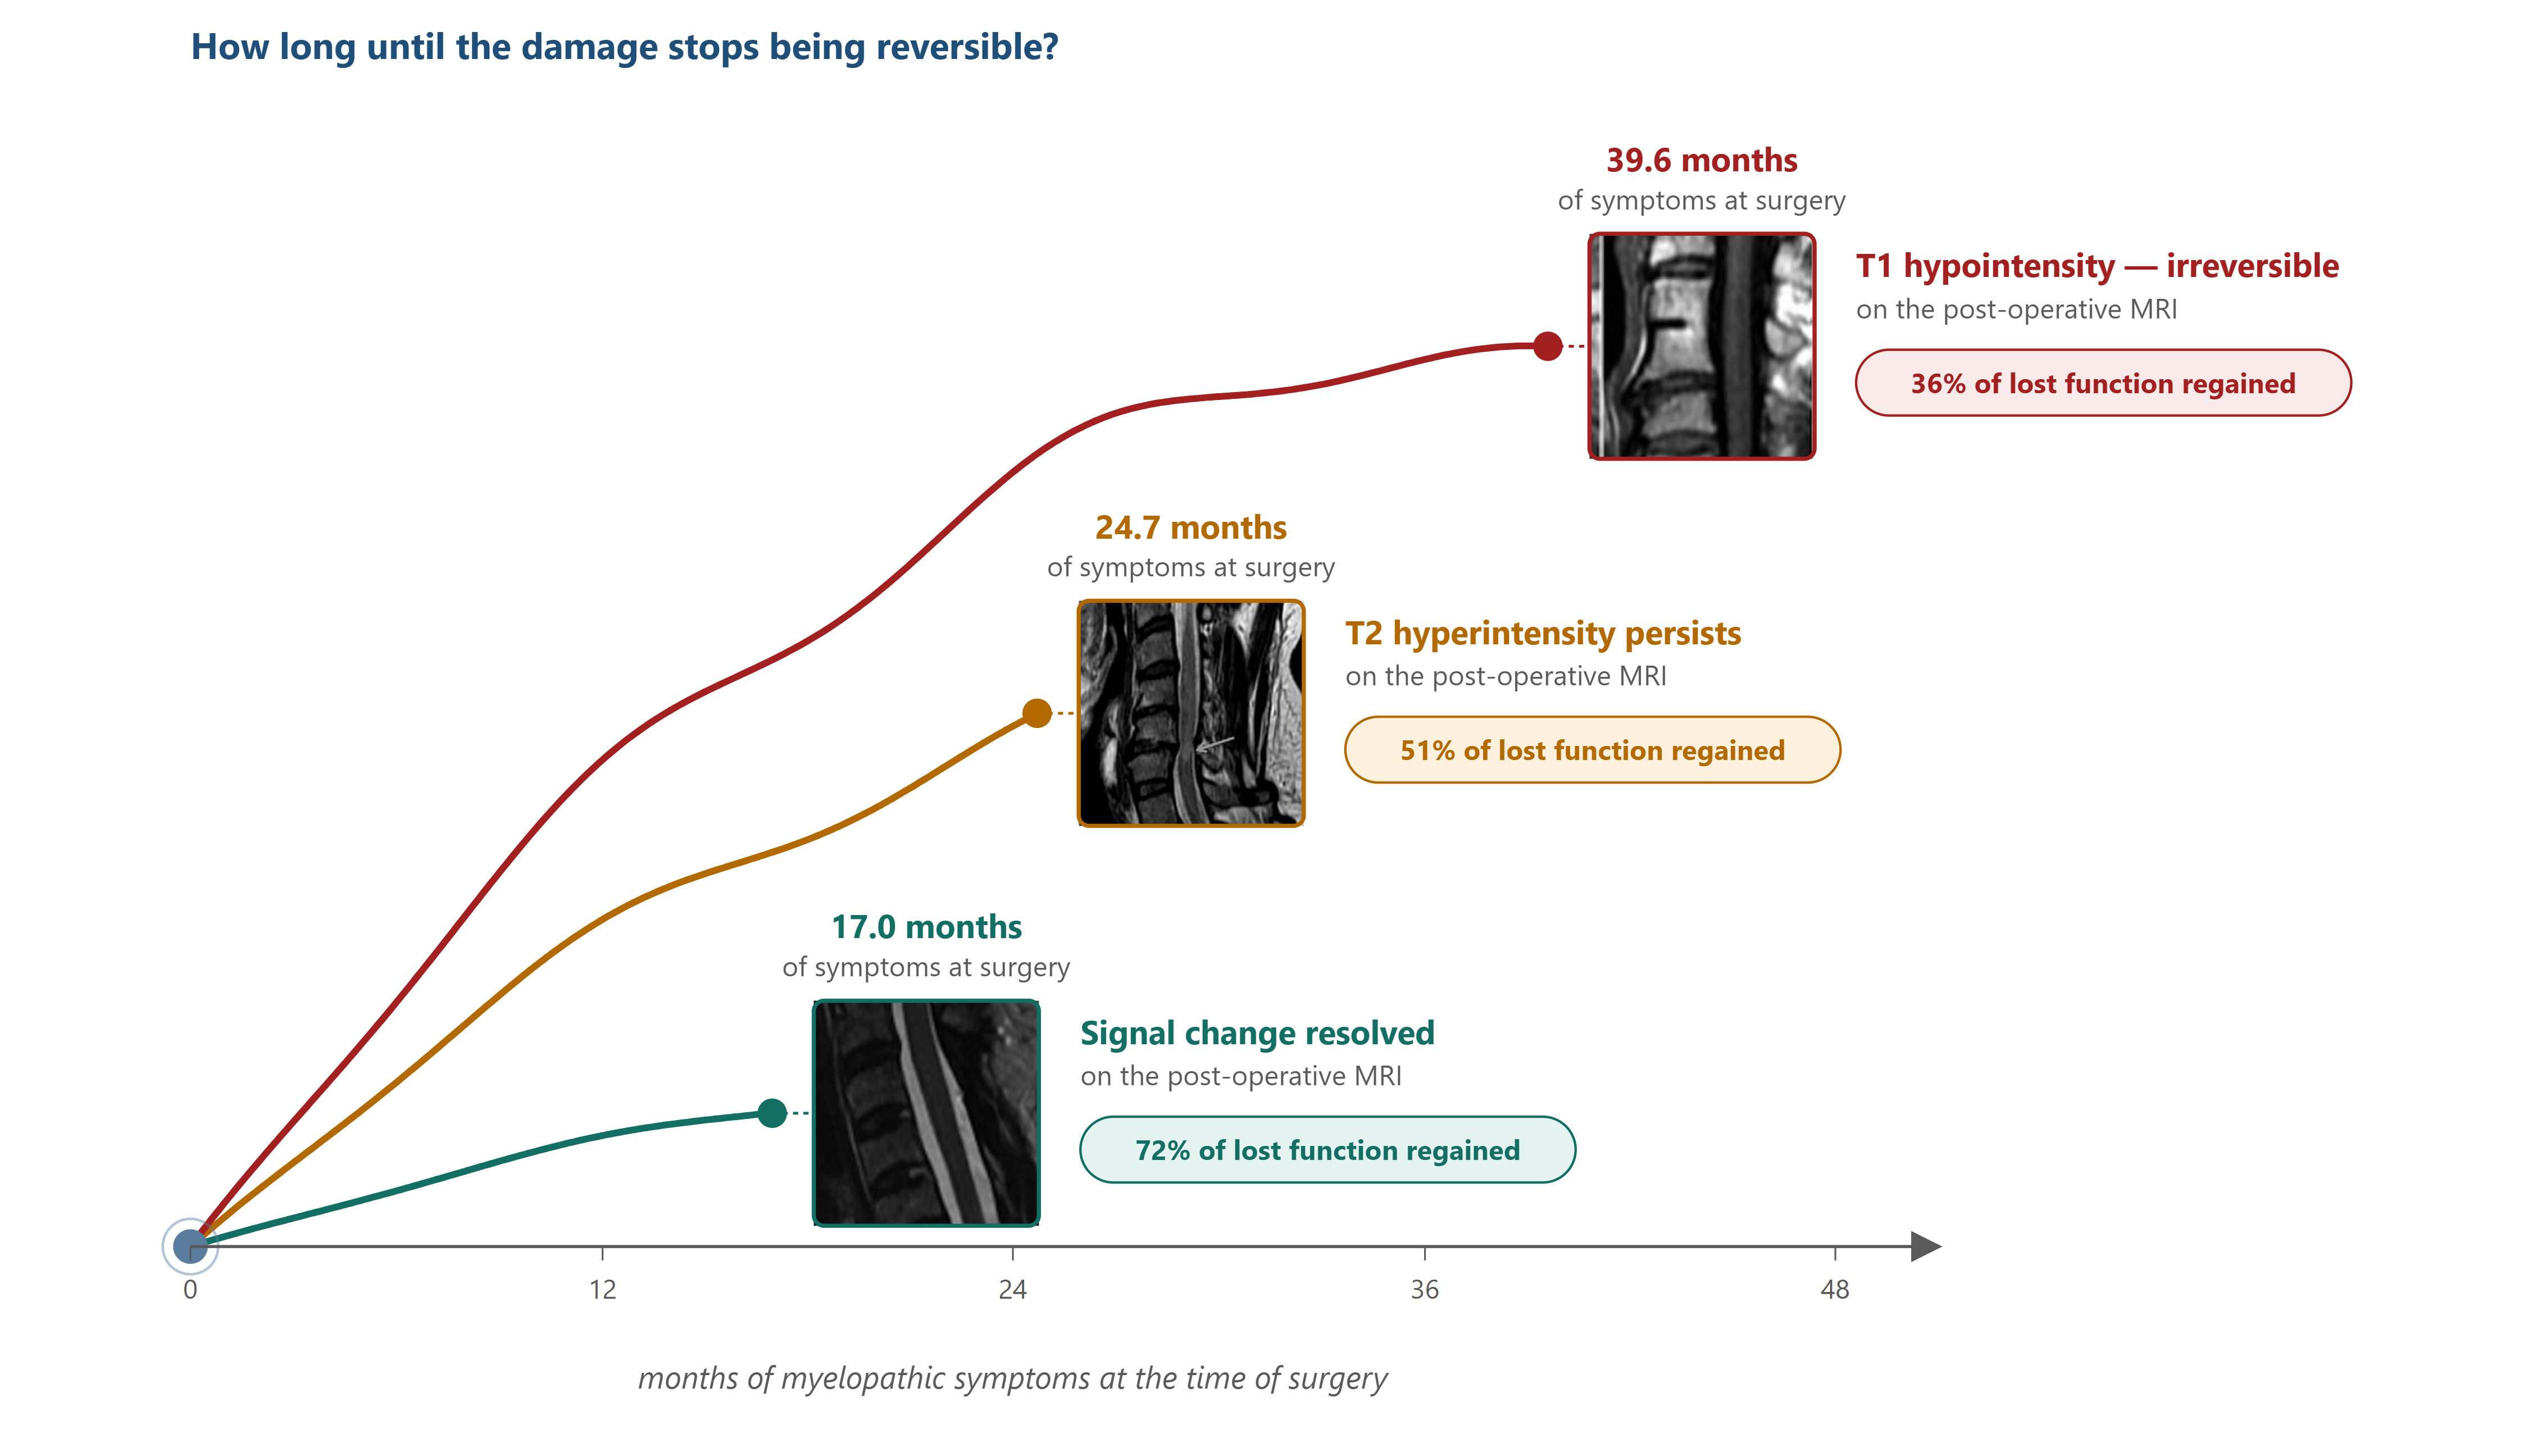 How long until the damage stops being reversible?
39.6 months
of symptoms at surgery
T1 hypointensity — irreversible
on the post-operative MRI
36% of lost function regained
24.7 months
of symptoms at surgery
T2 hyperintensity persists
on the post-operative MRI
51% of lost function regained
17.0 months
of symptoms at surgery
Signal change resolved
on the post-operative MRI
72% of lost function regained
0 12 24 36 48
months of myelopathic symptoms at the time of surgery